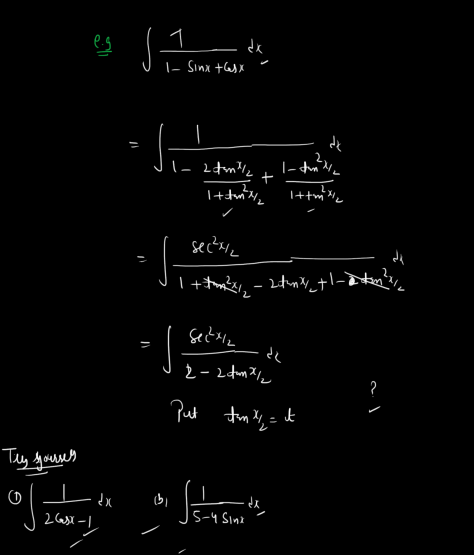 e.g ∫ 1/(1 - Sinx + Cosx) dx
= ∫ 1/(1 - (2tan x/2)/(1+tan² x/2) + (1-tan² x/2)/(1+tan² x/2)) dx
= ∫ sec² x/2/(1 + tan² x/2 - 2tan x/2 + 1 - tan² x/2) dx
= ∫ sec² x/2/(2 - 2tan x/2) dx
Put tan x/2 = t ?
Try yourself
① ∫ 1/(2Cosx - 1) dx (ii) ∫ 1/(5-4Sinx) dx